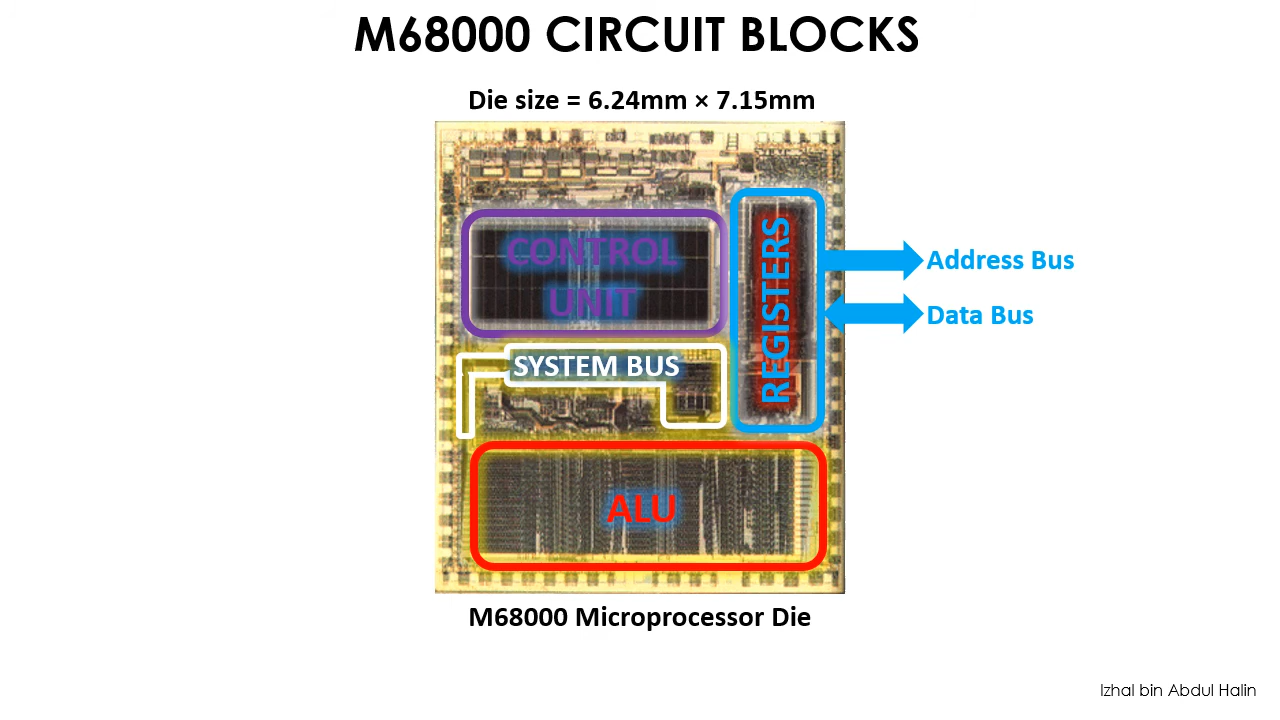 M68000 CIRCUIT BLOCKS
Die size = 6.24mm × 7.15mm
CONTROL
UNIT
REGISTERS
Address Bus
Data Bus
SYSTEM BUS
ALU
M68000 Microprocessor Die
Izhal bin Abdul Halin